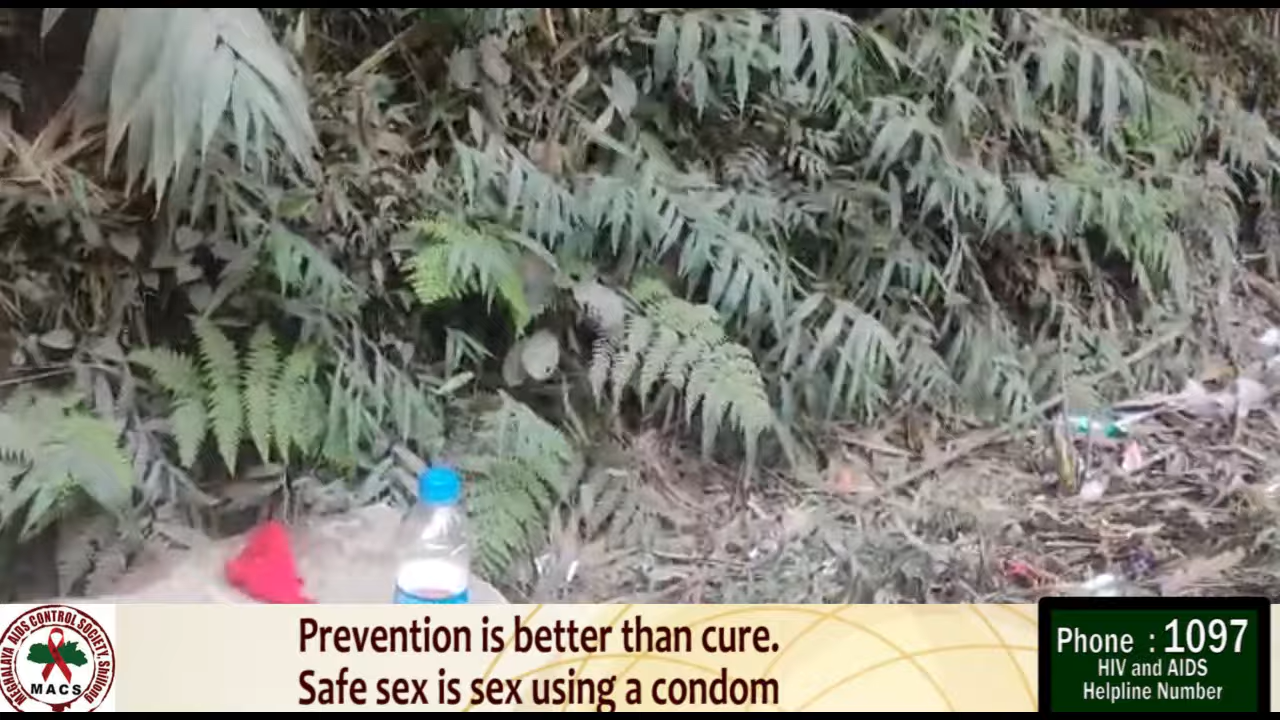 MEGHALAYA AIDS CONTROL SOCIETY, Shillong
MACS
Prevention is better than cure.
Safe sex is sex using a condom
Phone : 1097
HIV and AIDS
Helpline Number